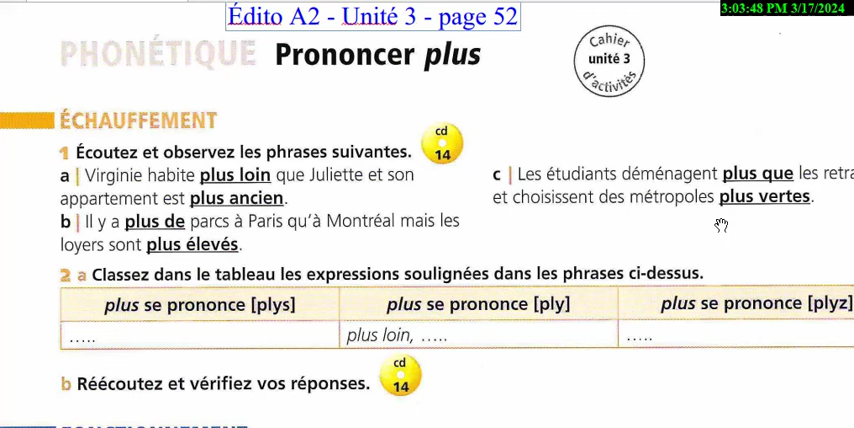 Édito A2 - Unité 3 - page 52
3:03:48 PM 3/17/2024
PHONÉTIQUE Prononcer plus
Cahier
unité 3
d'activités
ÉCHAUFFEMENT
cd
14
1 Écoutez et observez les phrases suivantes.
a | Virginie habite plus loin que Juliette et son
appartement est plus ancien.
b | Il y a plus de parcs à Paris qu'à Montréal mais les
loyers sont plus élevés.
c | Les étudiants déménagent plus que les retra
et choisissent des métropoles plus vertes.
2 a Classez dans le tableau les expressions soulignées dans les phrases ci-dessus.
plus se prononce [plys] plus se prononce [ply] plus se prononce [plyz]
..... plus loin, ..... .....
b Réécoutez et vérifiez vos réponses.
cd
14